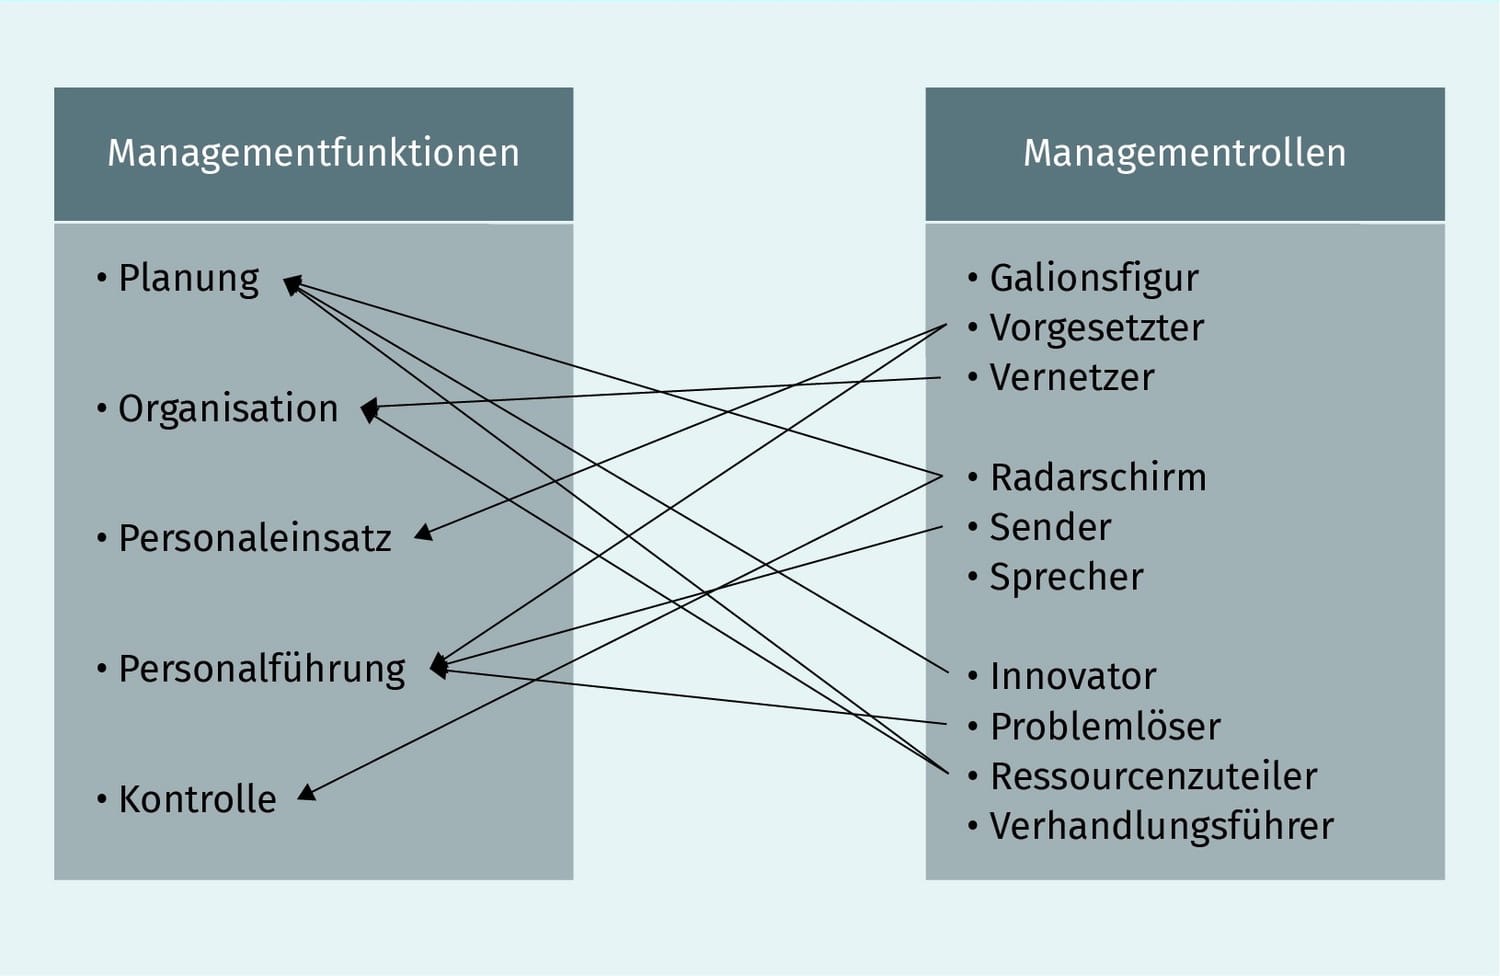 Managementfunktionen
• Planung
• Organisation
• Personaleinsatz
• Personalführung
• Kontrolle
Managementrollen
• Galionsfigur
• Vorgesetzter
• Vernetzer
• Radarschirm
• Sender
• Sprecher
• Innovator
• Problemlöser
• Ressourcenzuteiler
• Verhandlungsführer